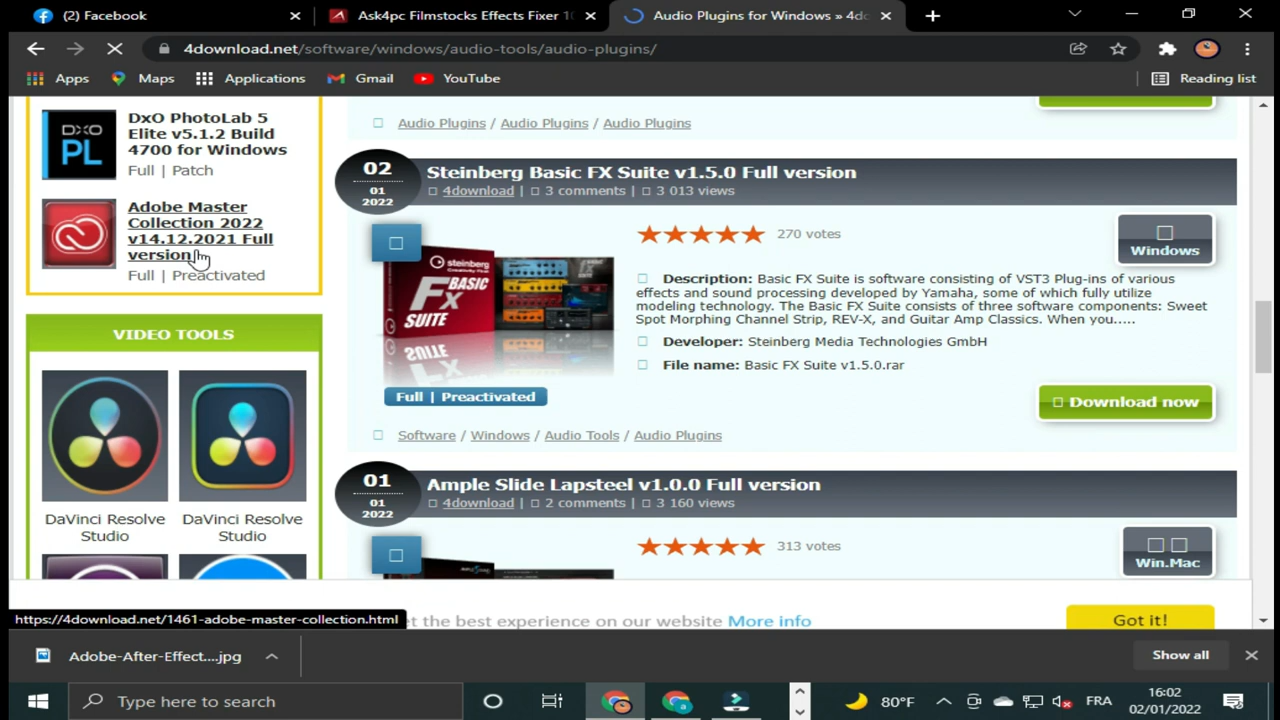 (2) Facebook
Ask4pc Filmstocks Effects Fixer 10
Audio Plugins for Windows » 4do
4download.net/software/windows/audio-tools/audio-plugins/
Apps
Maps
Applications
Gmail
YouTube
Reading list
DxO
PL
DxO PhotoLab 5
Elite v5.1.2 Build
4700 for Windows
Full | Patch
Adobe Master
Collection 2022
v14.12.2021 Full
version
Full | Preactivated
VIDEO TOOLS
DaVinci Resolve
Studio
DaVinci Resolve
Studio
Audio Plugins / Audio Plugins / Audio Plugins
02
01
2022
Steinberg Basic FX Suite v1.5.0 Full version
4download | 3 comments | 3 013 views
steinberg
BASIC
FX
SUITE
270 votes
Windows
Description: Basic FX Suite is software consisting of VST3 Plug-ins of various
effects and sound processing developed by Yamaha, some of which fully utilize
modeling technology. The Basic FX Suite consists of three software components: Sweet
Spot Morphing Channel Strip, REV-X, and Guitar Amp Classics. When you.....
Developer: Steinberg Media Technologies GmbH
File name: Basic FX Suite v1.5.0.rar
Full | Preactivated
Download now
Software / Windows / Audio Tools / Audio Plugins
01
01
2022
Ample Slide Lapsteel v1.0.0 Full version
4download | 2 comments | 3 160 views
313 votes
Win.Mac
https://4download.net/1461-adobe-master-collection.html
et the best experience on our website More info
Got it!
Adobe-After-Effect....jpg
Show all
Type here to search
80°F
FRA
16:02
02/01/2022